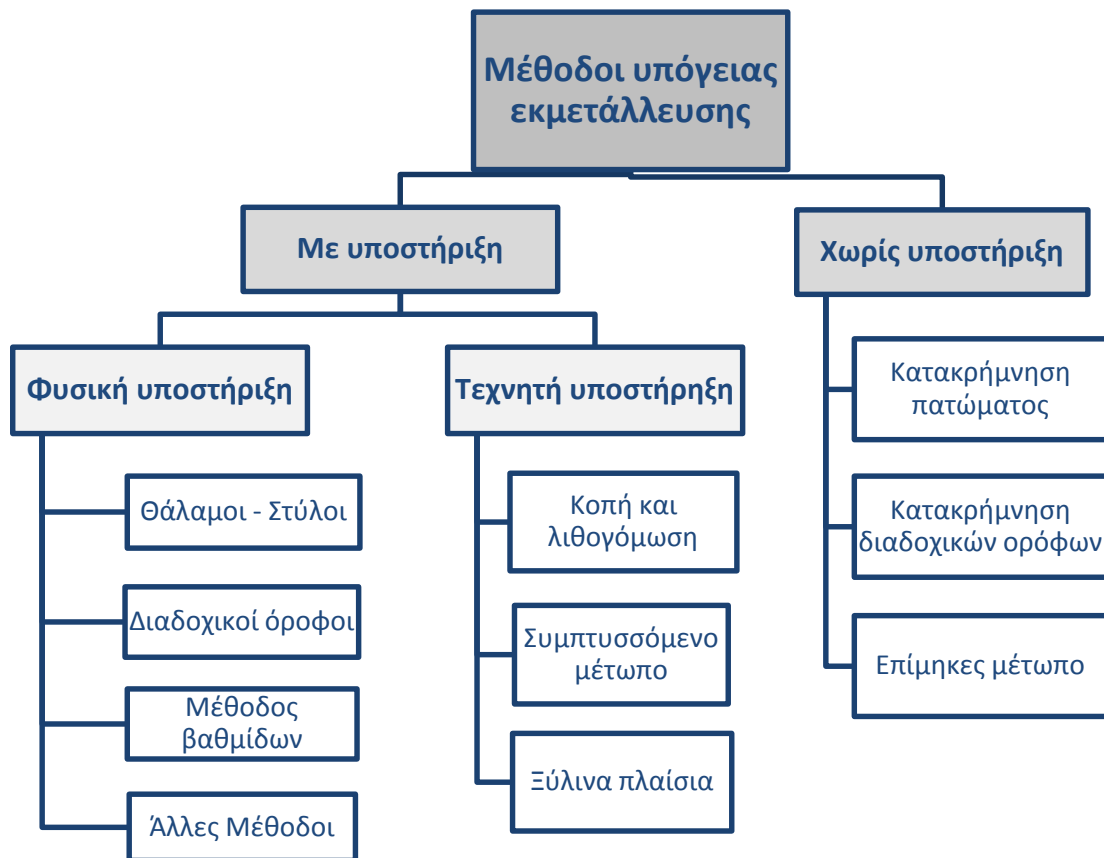 Μέθοδοι υπόγειας
εκμετάλλευσης
Με υποστήριξη
Χωρίς υποστήριξη
Φυσική υποστήριξη
Τεχνητή υποστήρηξη
Θάλαμοι - Στύλοι
Διαδοχικοί όροφοι
Μέθοδος
βαθμίδων
Άλλες Μέθοδοι
Κοπή και
λιθογόμωση
Συμπτυσσόμενο
μέτωπο
Ξύλινα πλαίσια
Κατακρήμνηση
πατώματος
Κατακρήμνηση
διαδοχικών ορόφων
Επίμηκες μέτωπο